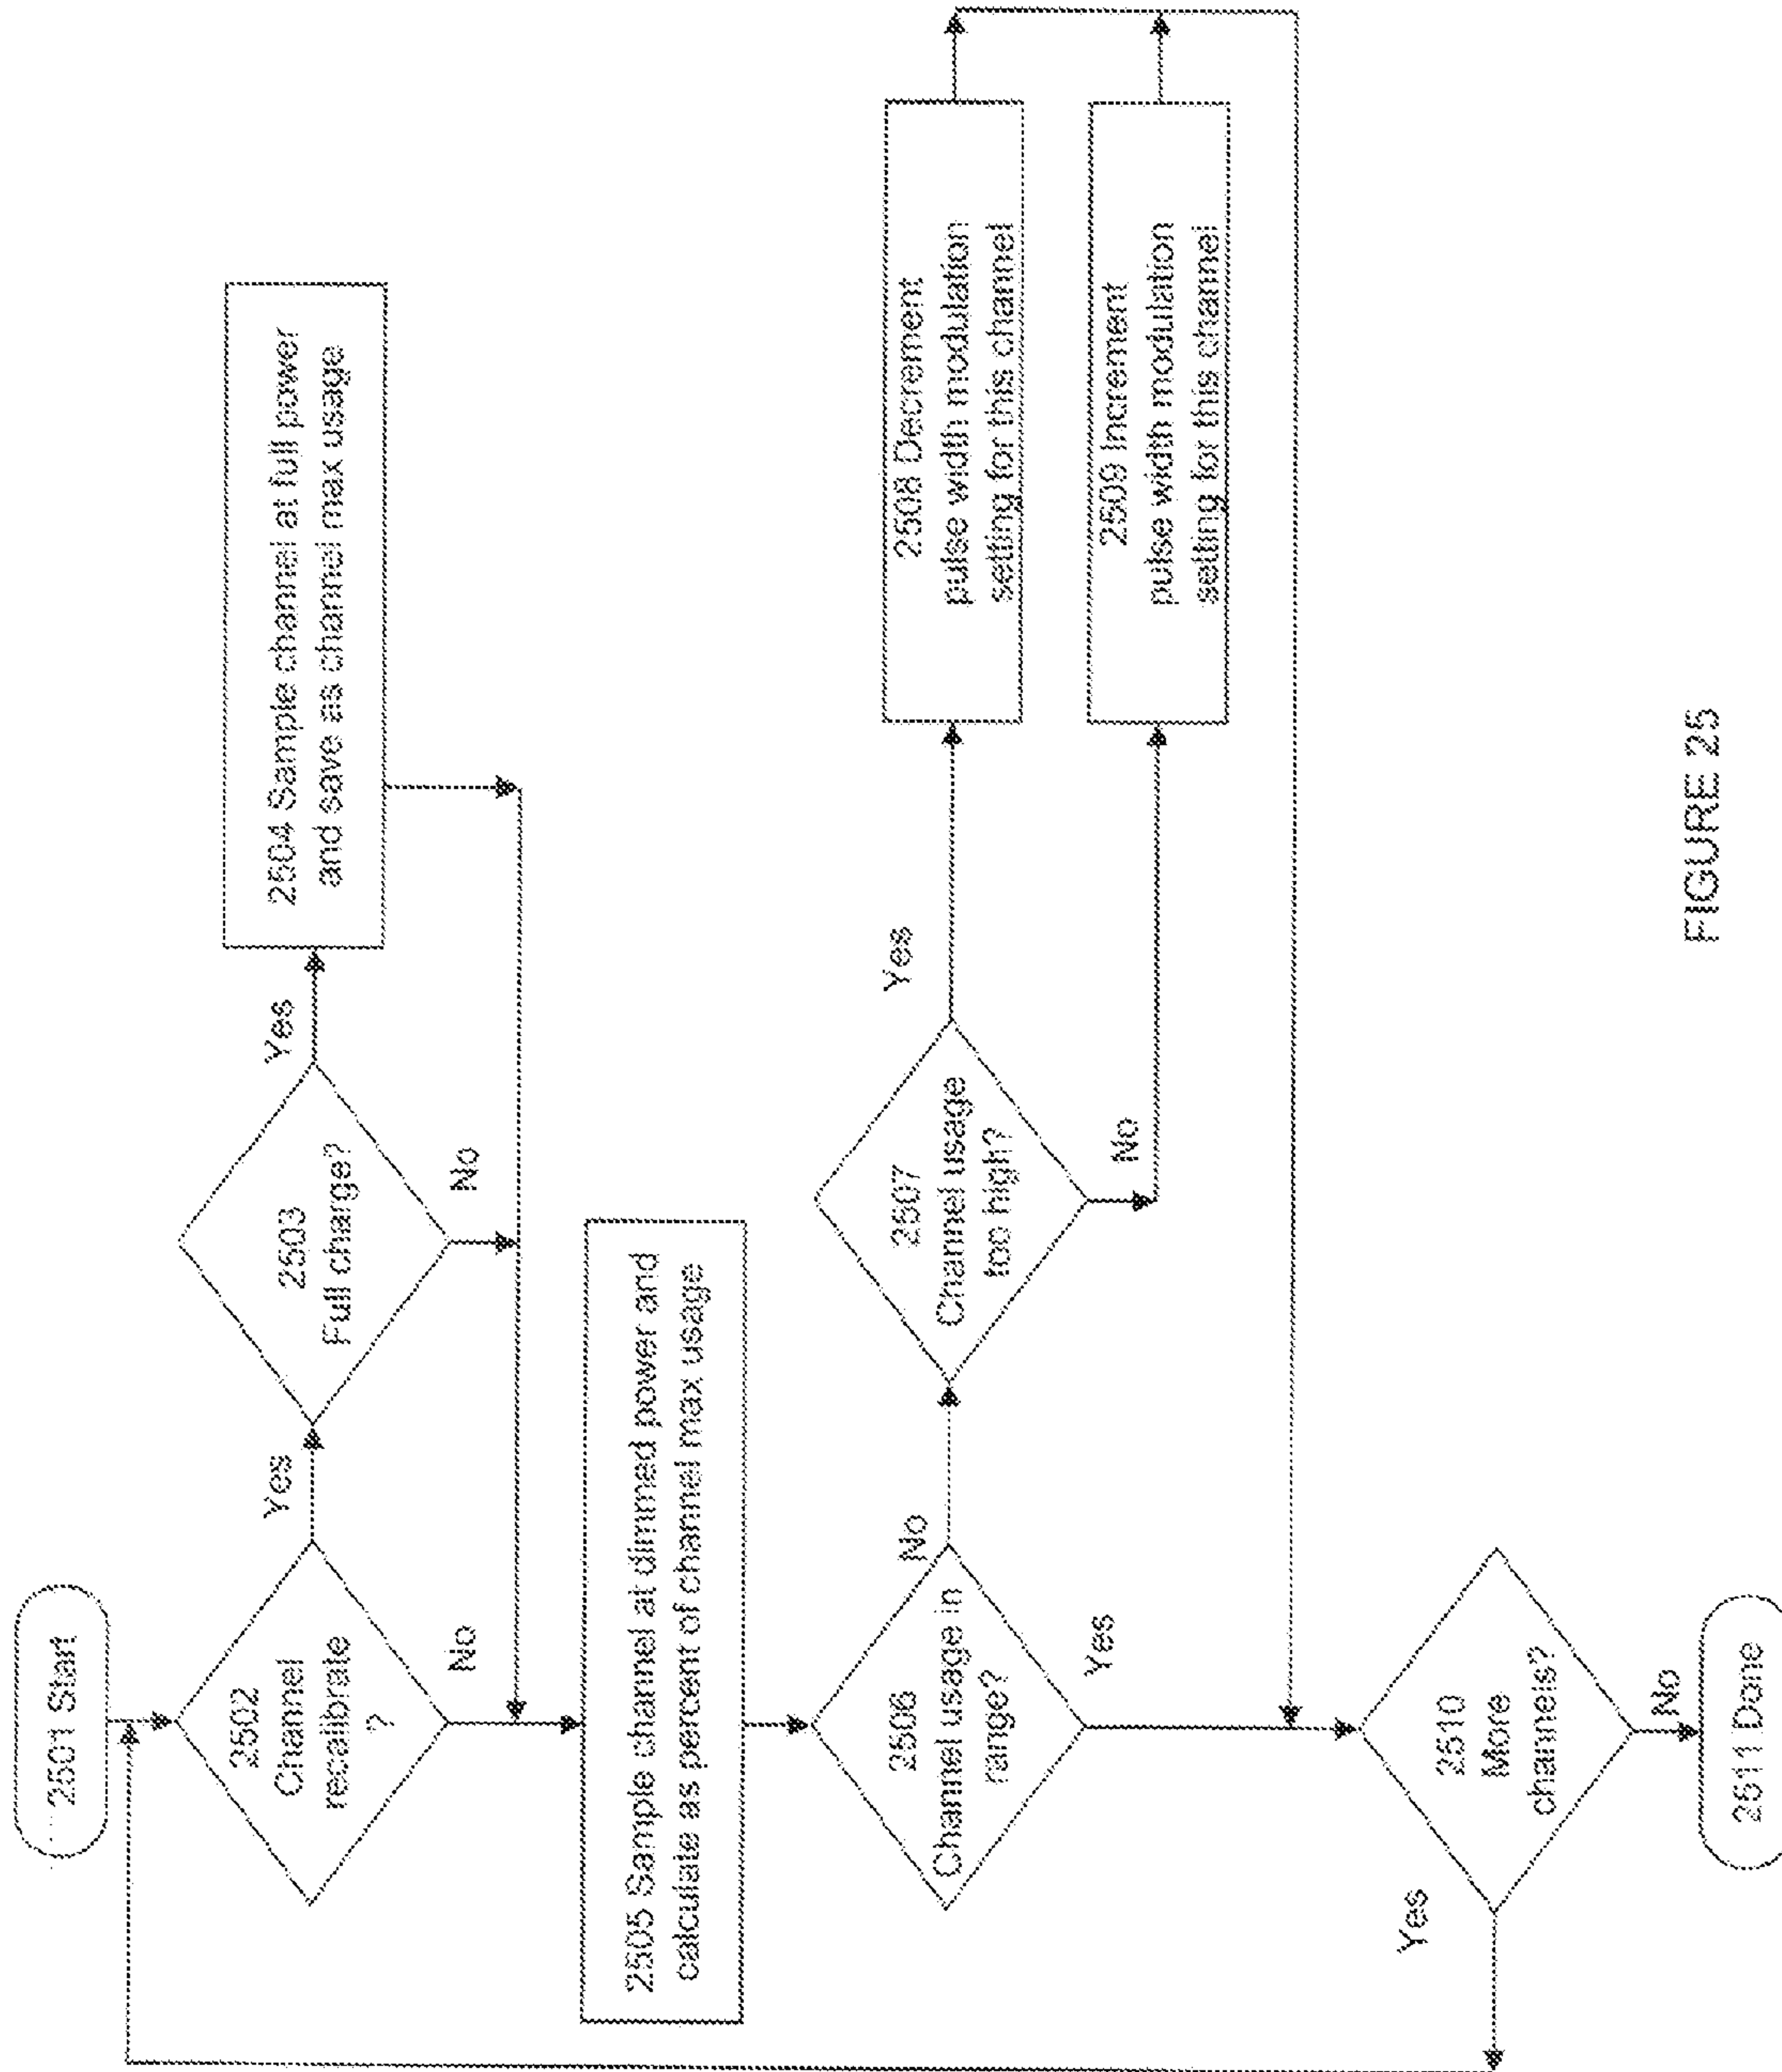 2501 Start
2502
Channel
recalibrate
?
Yes
No
2503
Full charge?
Yes
No
2504 Sample channel at full power
and save as channel max usage
2505 Sample channel at dimmed power and
calculate as percent of channel max usage
2506
Channel usage in
range?
No
Yes
2507
Channel usage
too high?
Yes
No
2508 Decrement
pulse width modulation
setting for this channel
2509 Increment
pulse width modulation
setting for this channel
2510
More
channels?
Yes
No
2511 Done
FIGURE 25